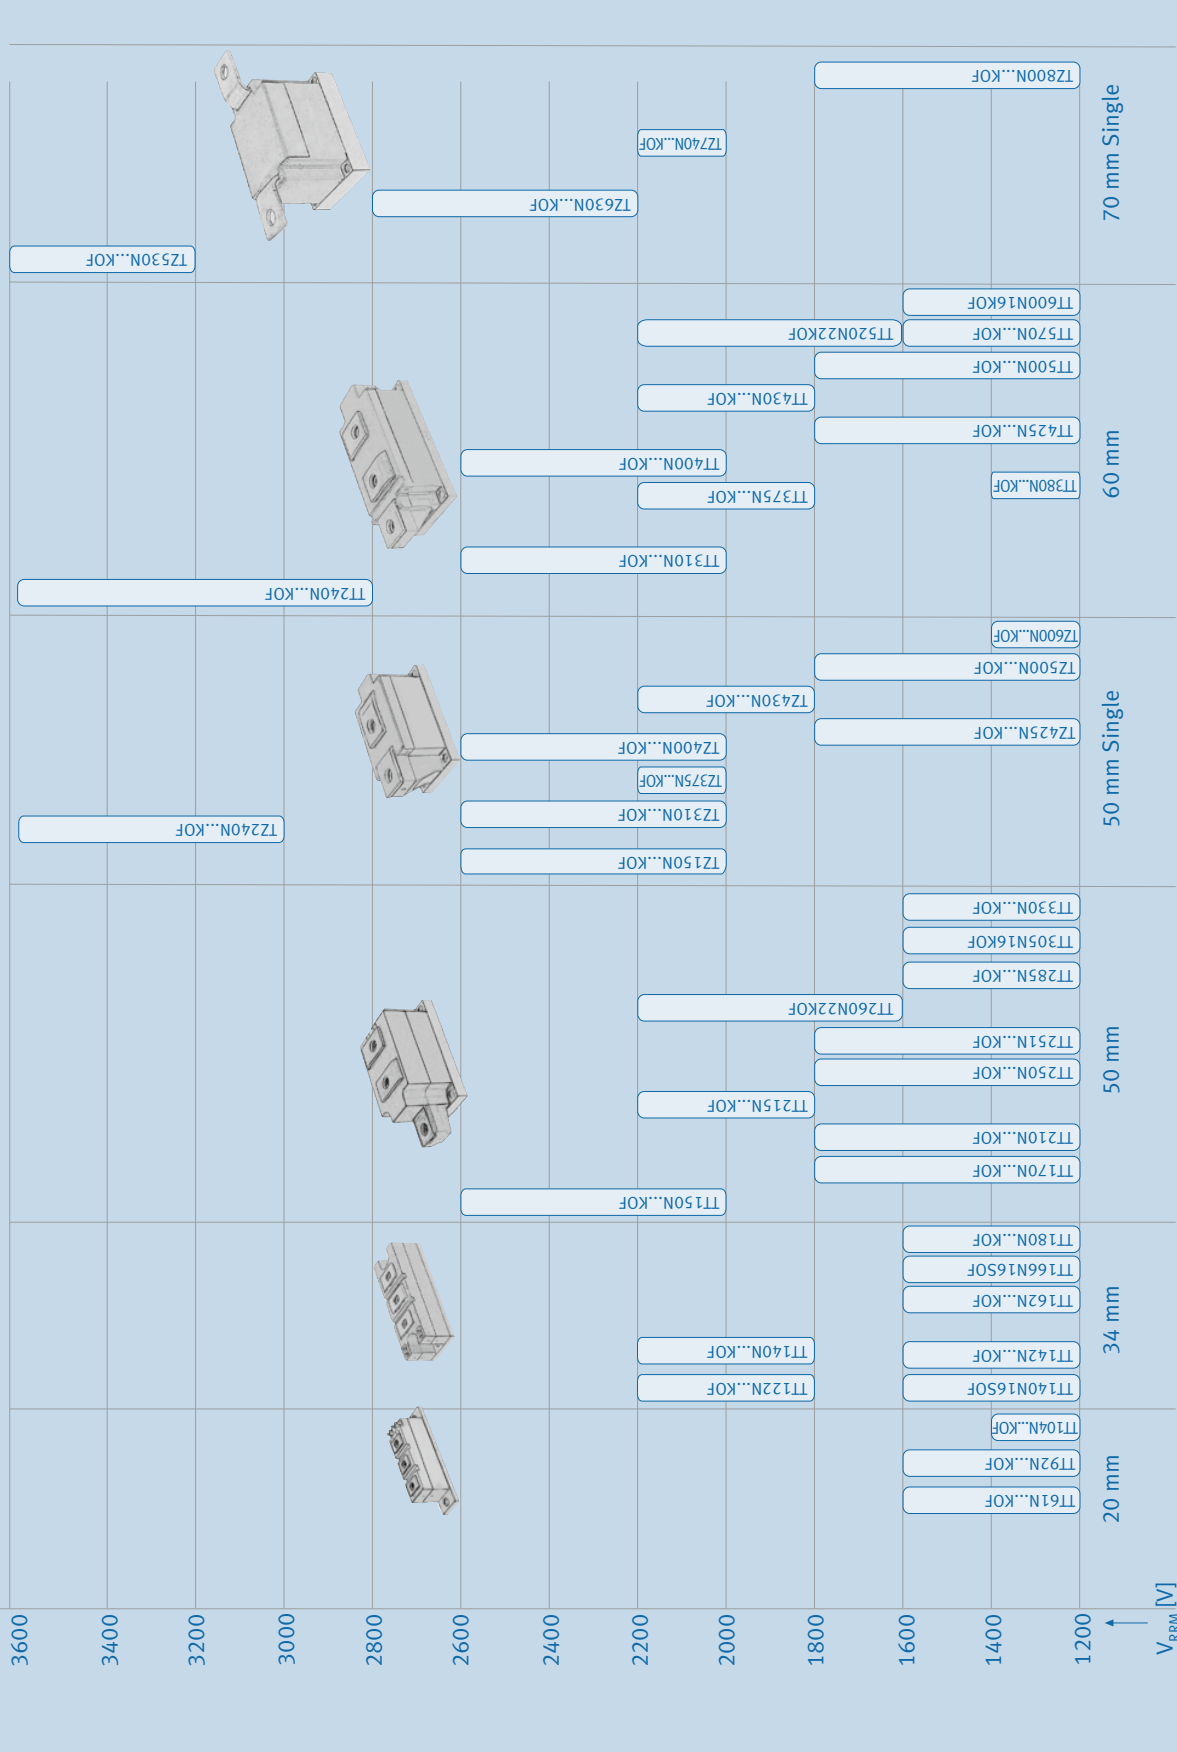 TZ800N...KOF
TZ740N...KOF
TZ630N...KOF
TZ530N...KOF
70 mm Single
TT600N16KOF
TT520N22KOF
TT570N...KOF
TT500N...KOF
TT430N...KOF
TT425N...KOF
TT400N...KOF
TT380N...KOF
TT375N...KOF
TT310N...KOF
TT240N...KOF
60 mm
TZ600N...KOF
TZ500N...KOF
TZ430N...KOF
TZ425N...KOF
TZ400N...KOF
TZ375N...KOF
TZ310N...KOF
TZ240N...KOF
TZ150N...KOF
50 mm Single
TT330N...KOF
TT305N16KOF
TT285N...KOF
TT260N22KOF
TT251N...KOF
TT250N...KOF
TT215N...KOF
TT210N...KOF
TT170N...KOF
TT150N...KOF
50 mm
TT180N...KOF
TT166N16SOF
TT162N...KOF
TT140N...KOF
TT142N...KOF
TT122N...KOF
TT140N16SOF
34 mm
TT104N...KOF
TT92N...KOF
TT61N...KOF
20 mm
3600
3400
3200
3000
2800
2600
2400
2200
2000
1800
1600
1400
1200
VRRM [V]